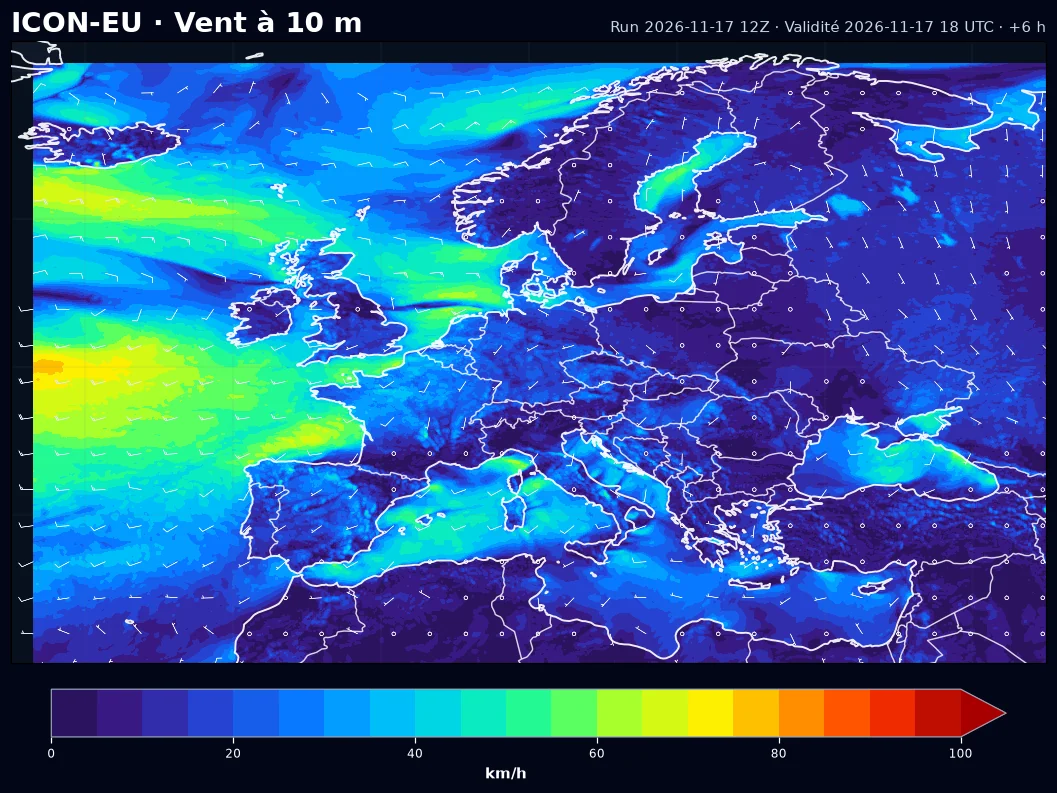 ICON-EU · Vent à 10 m
Run 2026-11-17 12Z · Validité 2026-11-17 18 UTC · +6 h
0 20 40 60 80 100
km/h